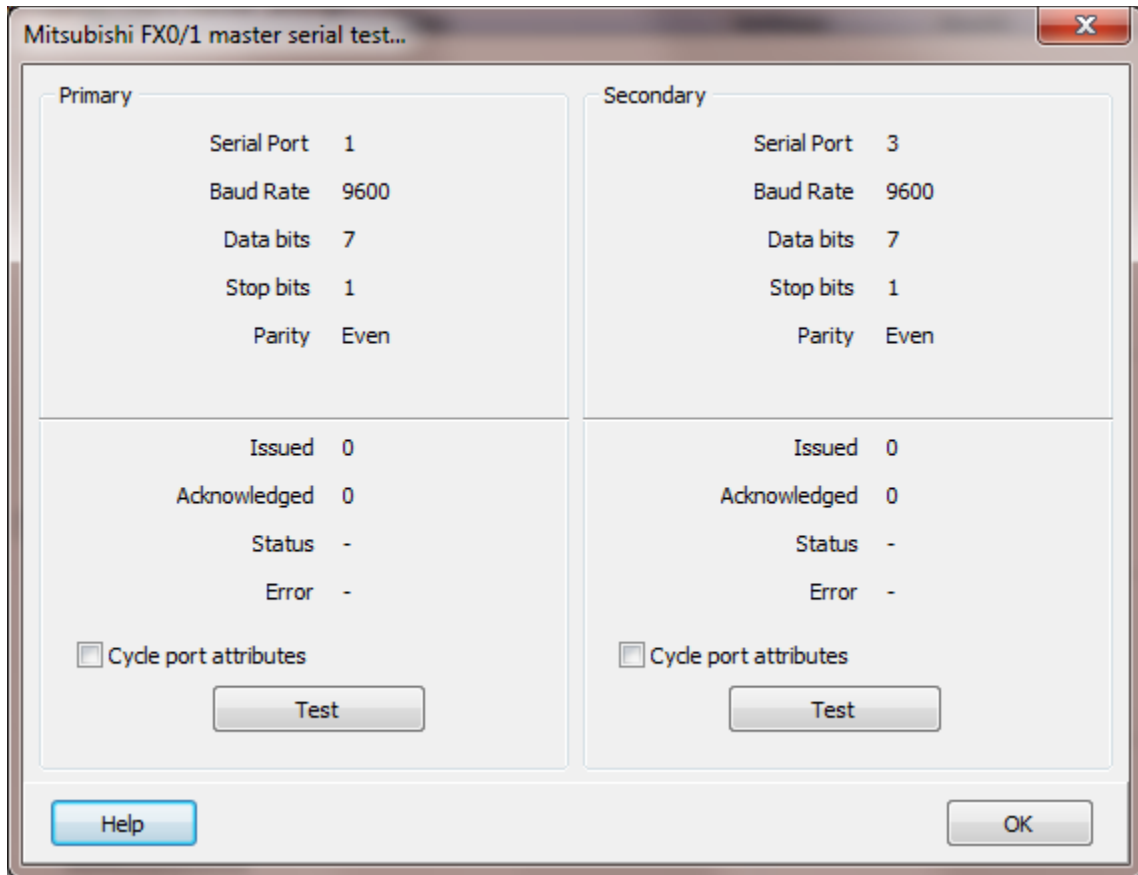 Mitsubishi FX0/1 master serial test...
Primary
Serial Port 1
Baud Rate 9600
Data bits 7
Stop bits 1
Parity Even
Issued 0
Acknowledged 0
Status -
Error -
Cycle port attributes
Test
Secondary
Serial Port 3
Baud Rate 9600
Data bits 7
Stop bits 1
Parity Even
Issued 0
Acknowledged 0
Status -
Error -
Cycle port attributes
Test
Help
OK